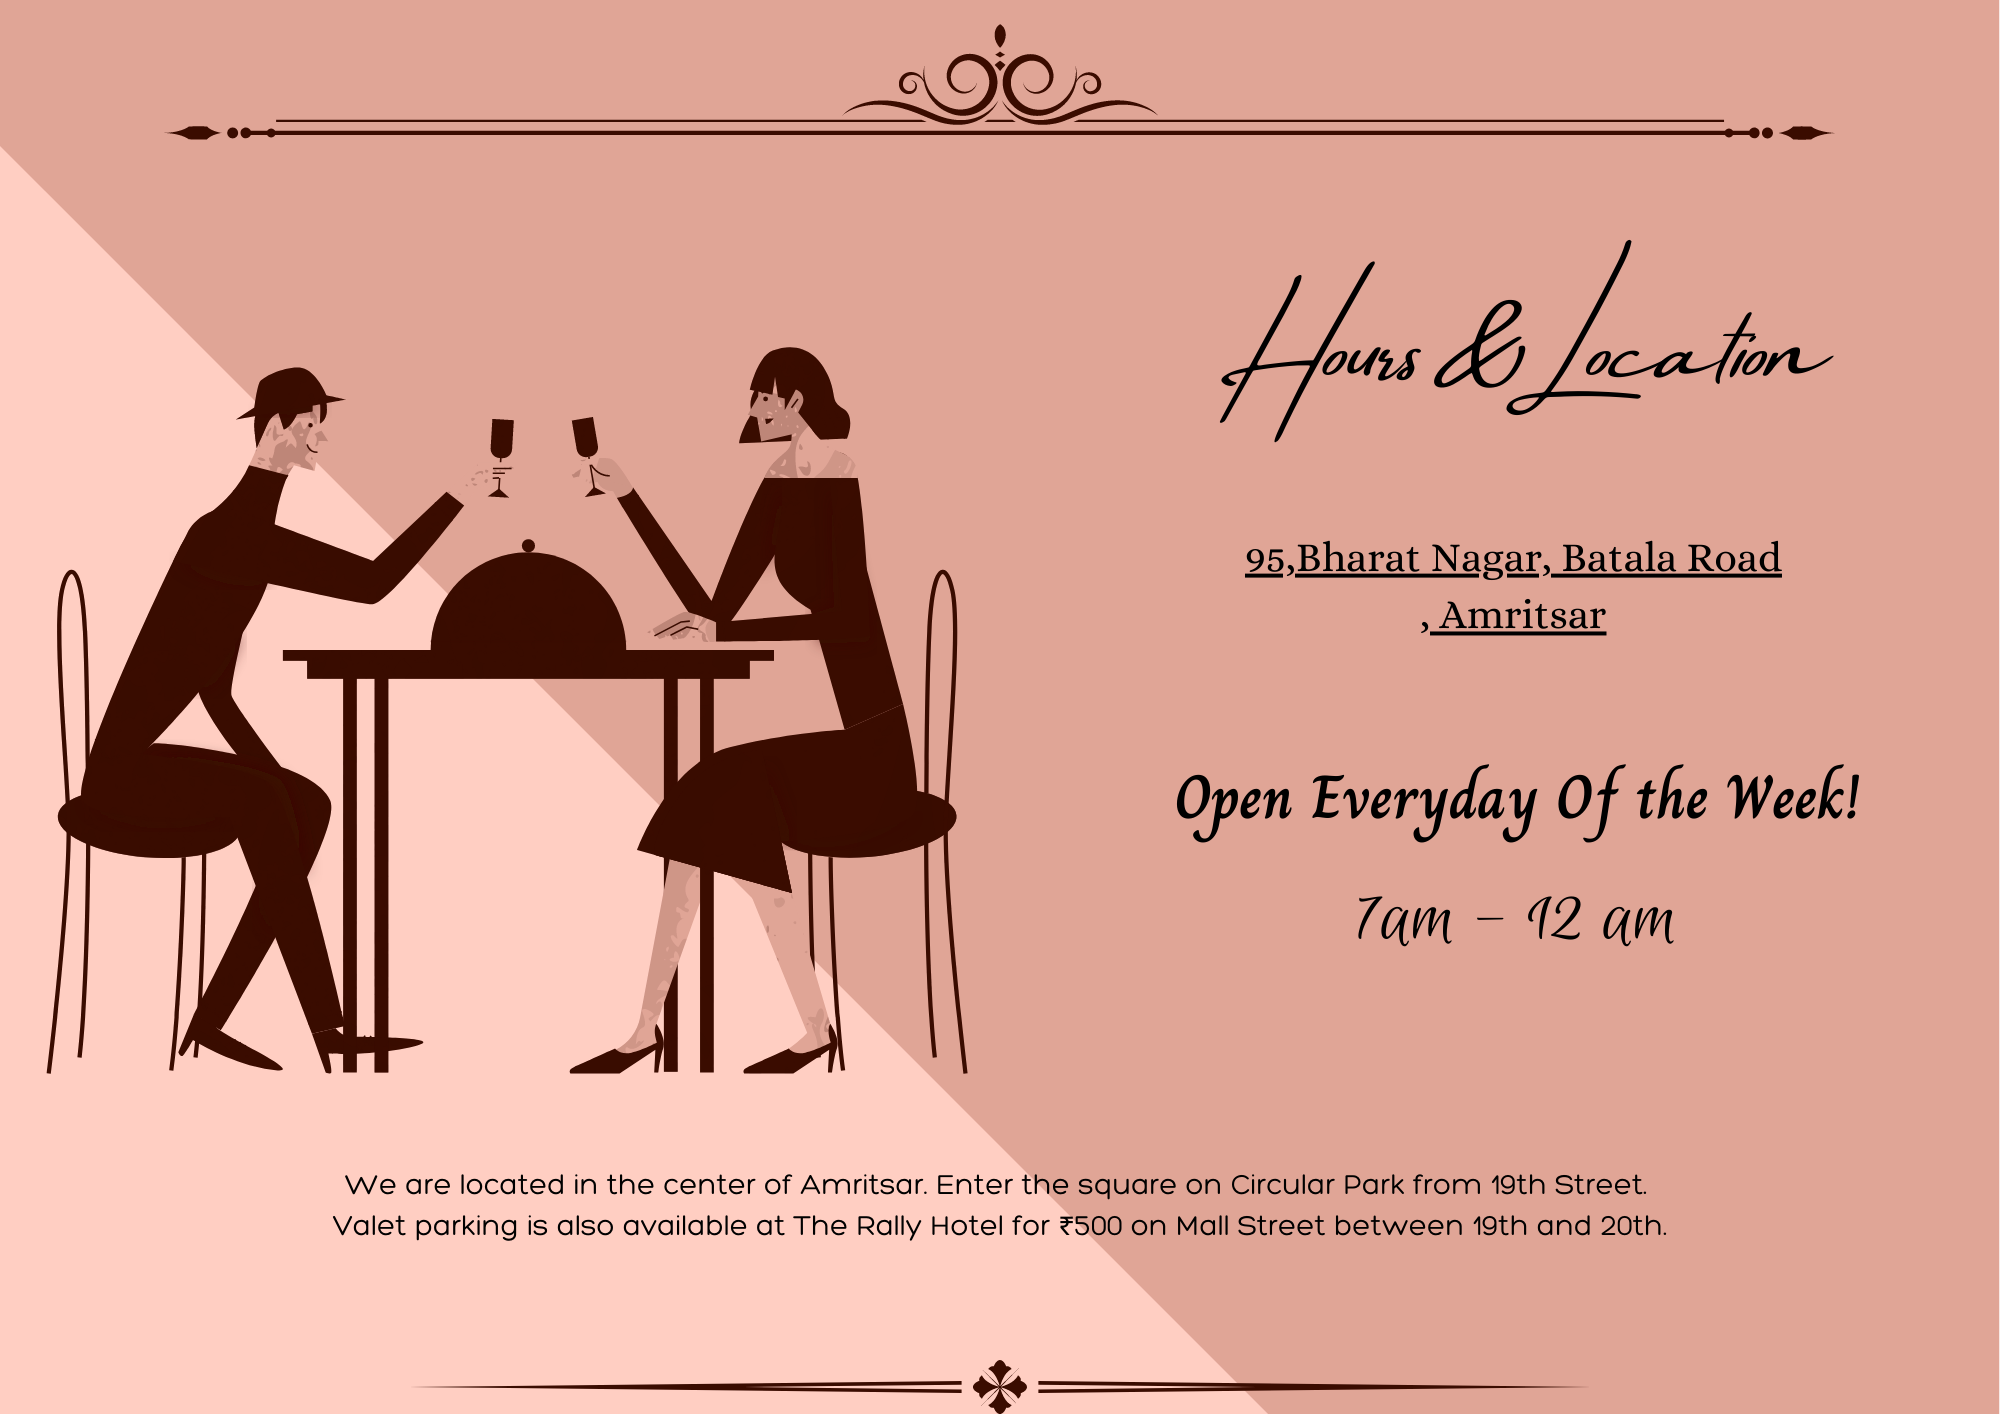 Hours & Location
95,Bharat Nagar, Batala Road
, Amritsar
Open Everyday Of the Week!
7am – 12 am
We are located in the center of Amritsar. Enter the square on Circular Park from 19th Street.
Valet parking is also available at The Rally Hotel for ₹500 on Mall Street between 19th and 20th.